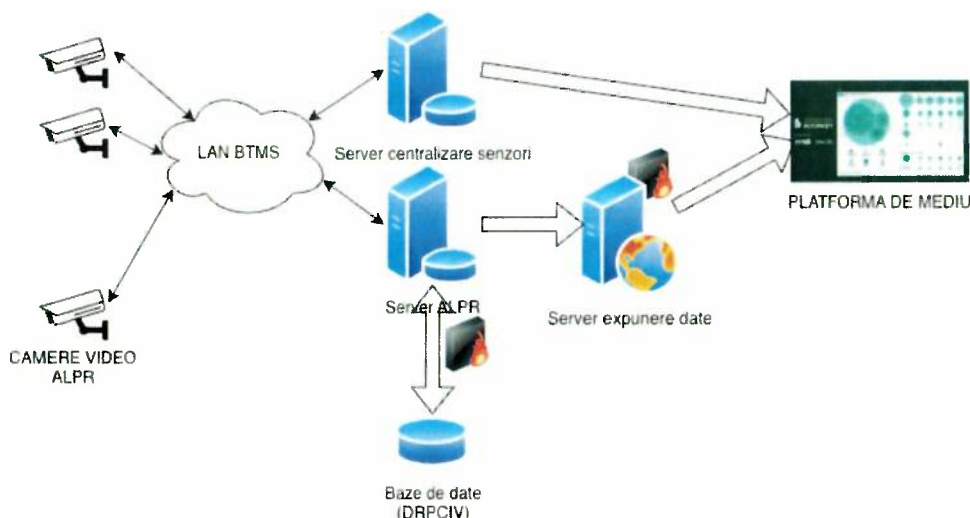 LAN BTMS
Server centralizare senzori
PLATFORMA DE MEDIU
Server ALPR
Server expunere date
CAMERE VIDEO
ALPR
Baze de date
(DRPCIV)